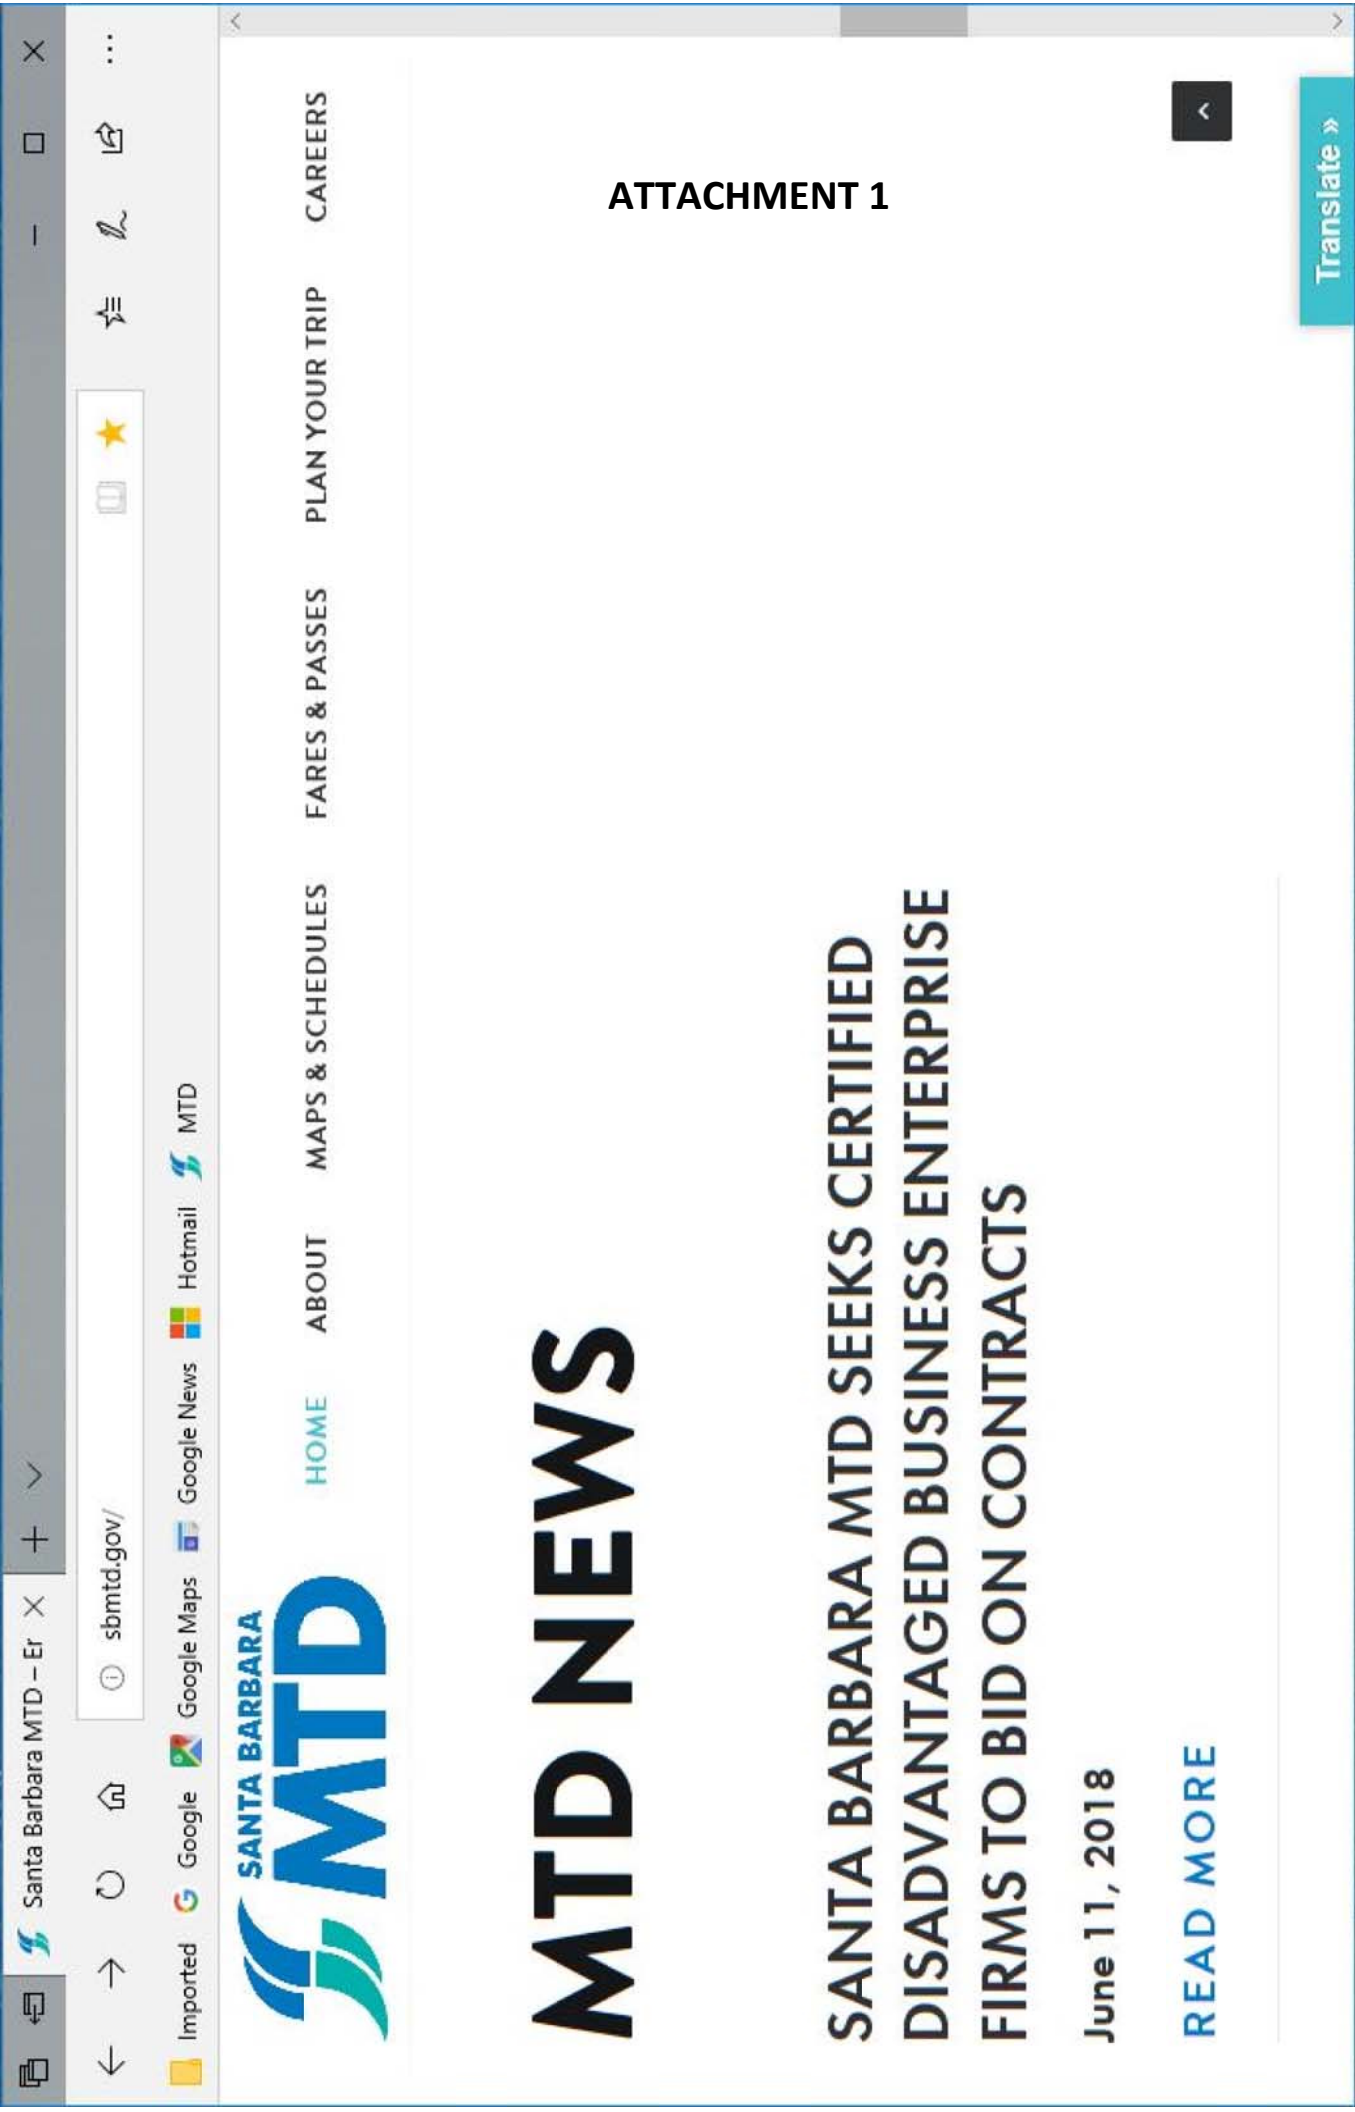 ATTACHMENT 1
Santa Barbara MTD – Er
sbmtd.gov/
Imported Google Google Maps Google News Hotmail MTD
SANTA BARBARA
MTD
HOME ABOUT MAPS & SCHEDULES FARES & PASSES PLAN YOUR TRIP CAREERS
MTD NEWS
SANTA BARBARA MTD SEEKS CERTIFIED
DISADVANTAGED BUSINESS ENTERPRISE
FIRMS TO BID ON CONTRACTS
June 11, 2018
READ MORE
Translate »